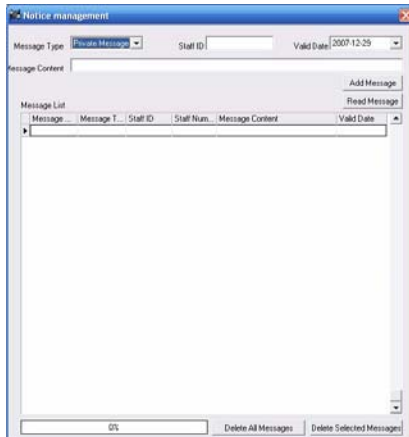 Notice management
Message Type Private Message Staff ID Valid Date 2007-12-29
Message Content
Add Message
Read Message
Message List
Message ... Message T... Staff ID Staff Num... Message Content Valid Date
0% Delete All Messages Delete Selected Messages